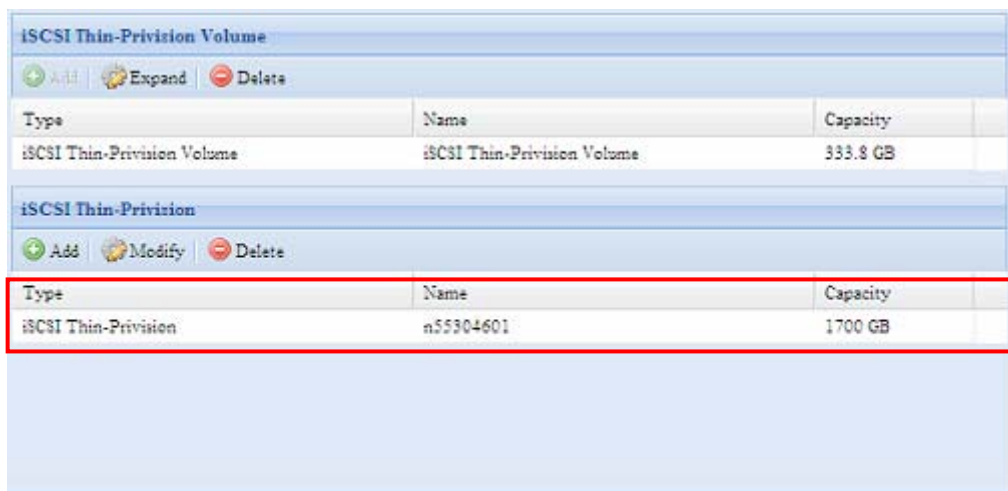 iSCSI Thin-Privision Volume
Add Expand Delete
Type Name Capacity
iSCSI Thin-Privision Volume iSCSI Thin-Privision Volume 333.8 GB
iSCSI Thin-Privision
Add Modify Delete
Type Name Capacity
iSCSI Thin-Privision n55304601 1700 GB